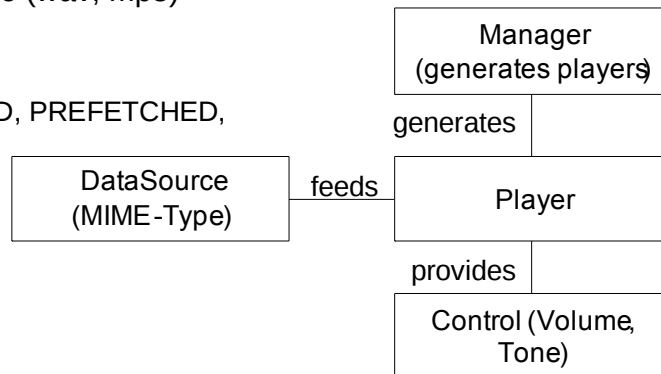 Manager
(generates players)
D, PREFETCHED,
generates
DataSource
(MIME-Type)
feeds
Player
provides
Control (Volume,
Tone)